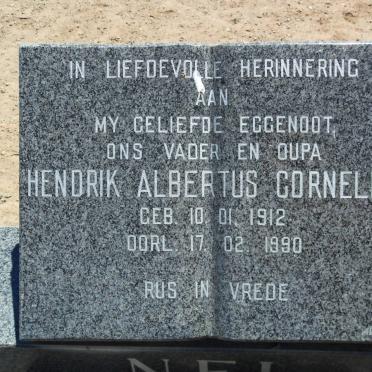 IN LIEFDEVOLLE HERINNERING
AAN
MY GELIEFDE EGGENOOT,
ONS VADER EN OUPA
HENDRIK ALBERTUS CORNEL
GEB. 10. 01. 1912
OORL. 17. 02. 1990
RUS IN VREDE
NEL